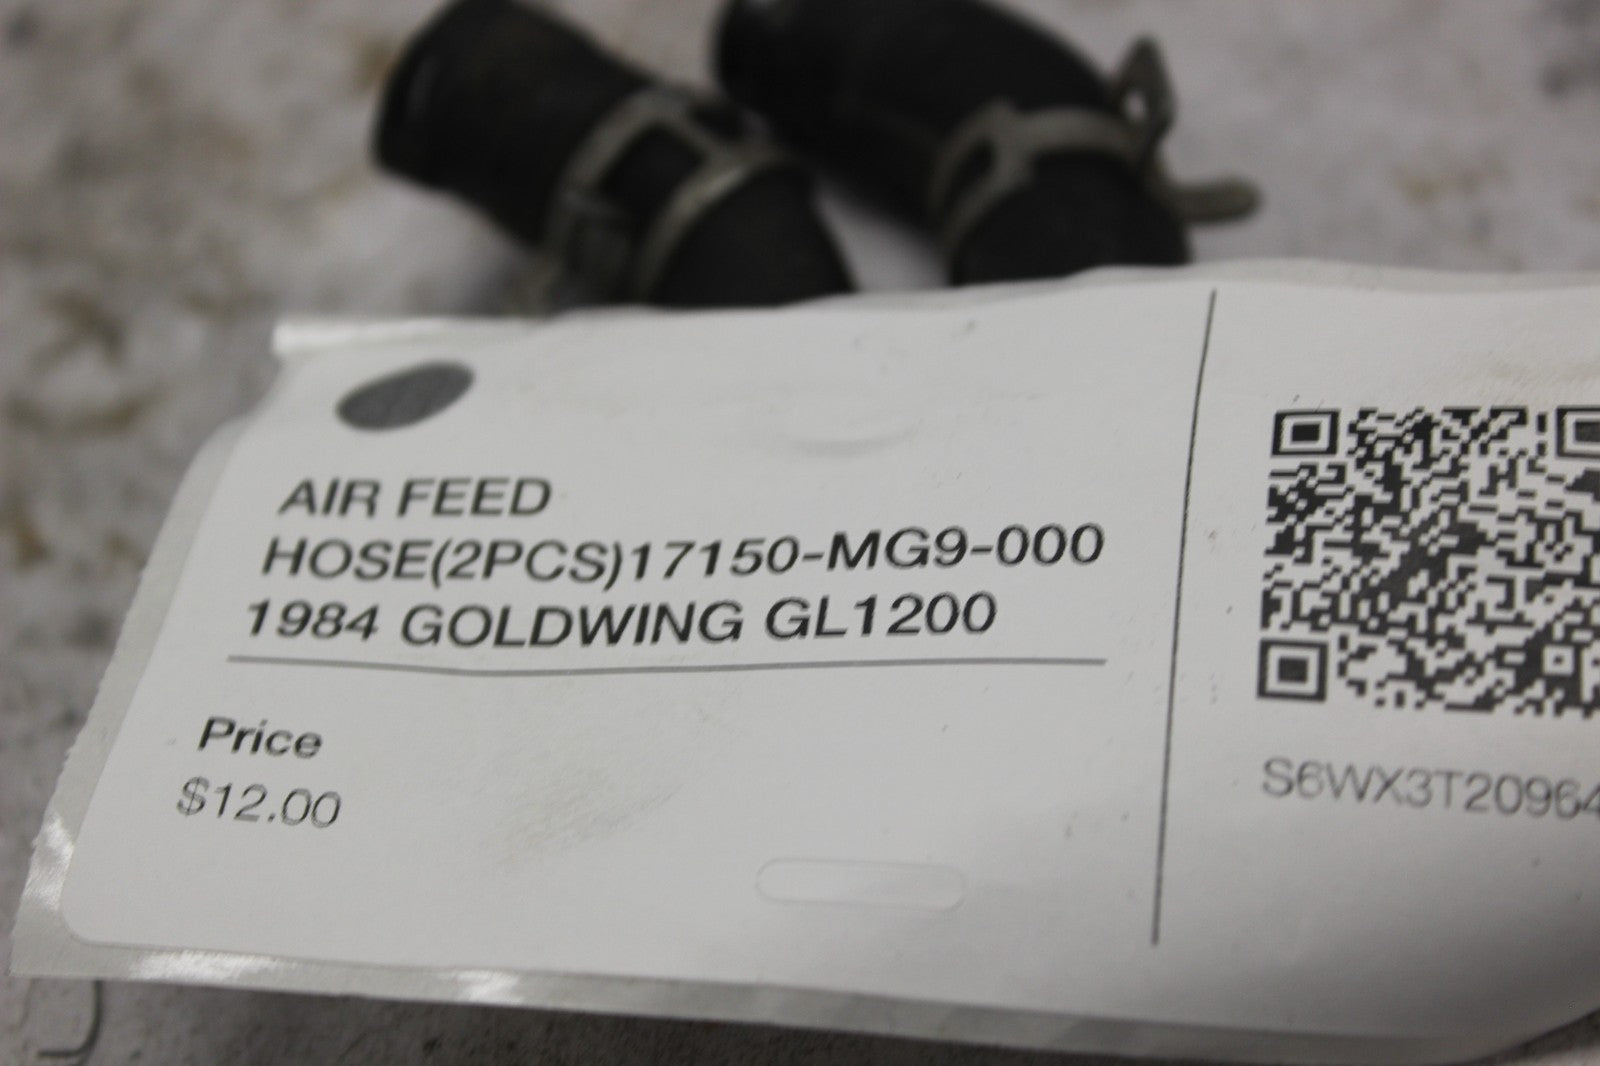 AIR FEED
HOSE(2PCS)17150-MG9-000
1984 GOLDWING GL1200
Price
$12.00
S6WX3T20964